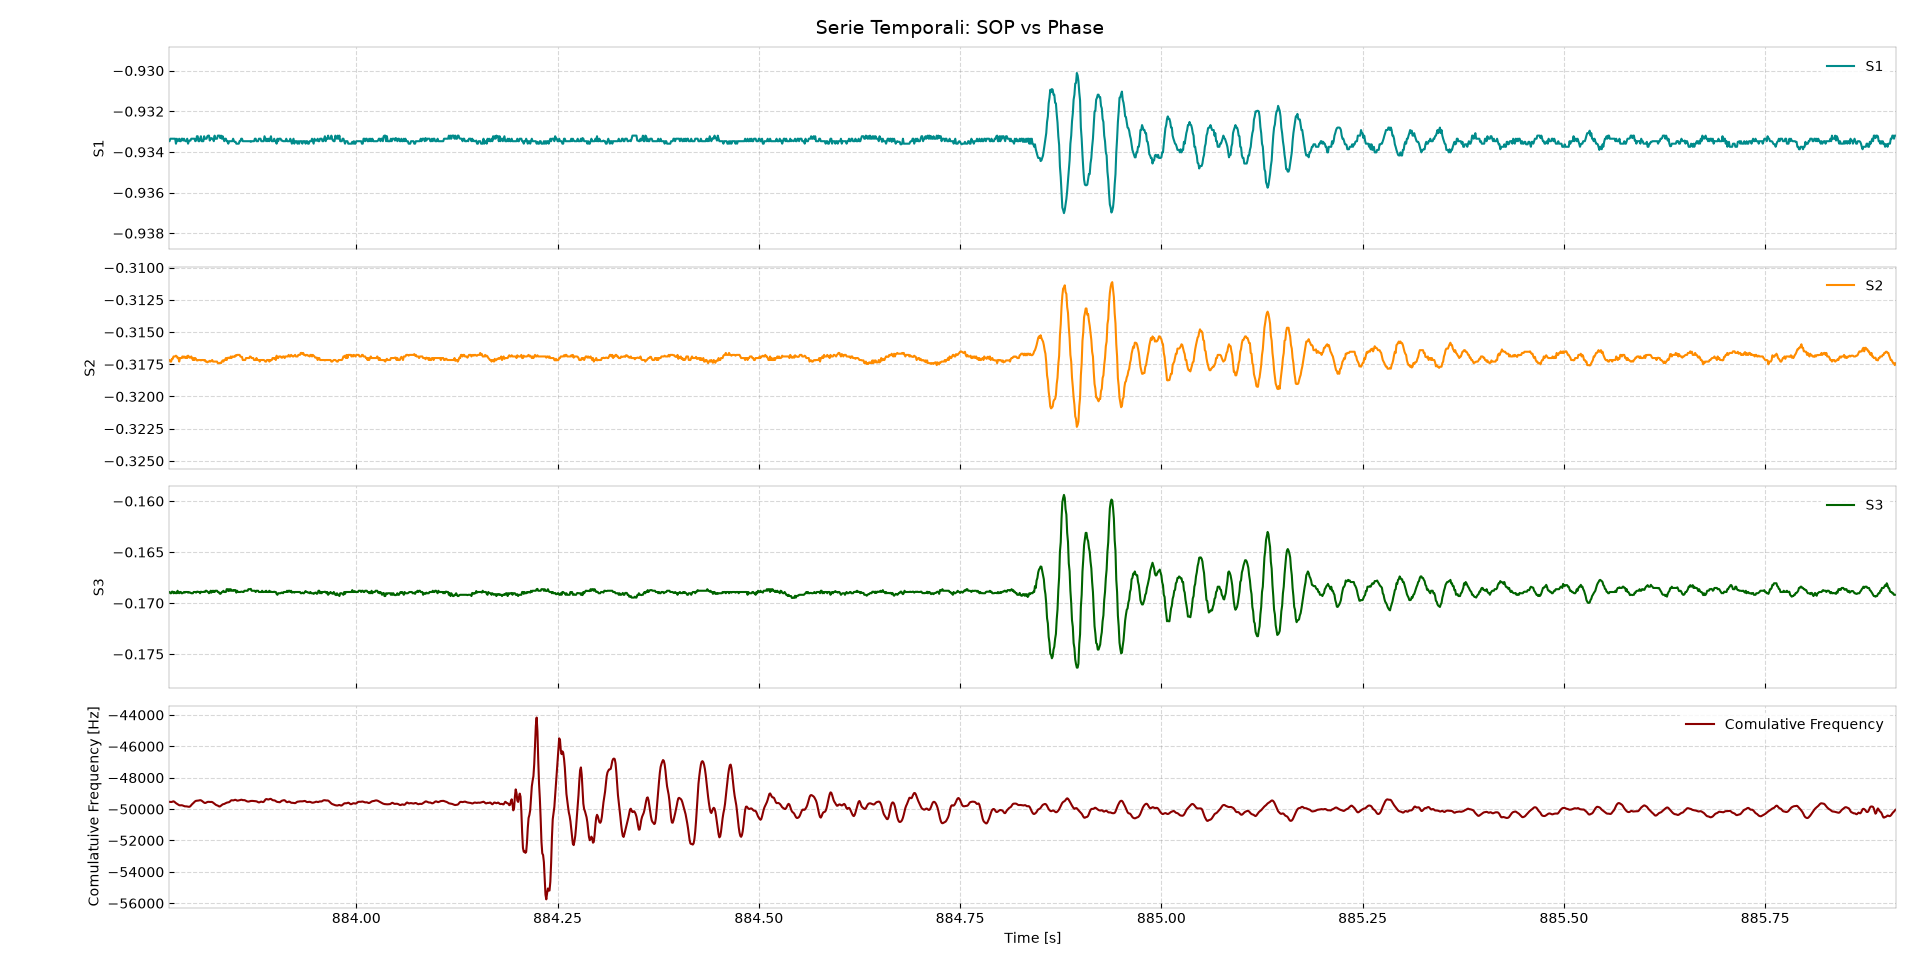 Serie Temporali: SOP vs Phase
S1
−0.930
−0.932
−0.934
−0.936
−0.938
S1
S2
−0.3100
−0.3125
−0.3150
−0.3175
−0.3200
−0.3225
−0.3250
S2
S3
−0.160
−0.165
−0.170
−0.175
S3
Comulative Frequency
−44000
−46000
−48000
−50000
−52000
−54000
−56000
Comulatuive Frequency [Hz]
884.00 884.25 884.50 884.75 885.00 885.25 885.50 885.75
Time [s]